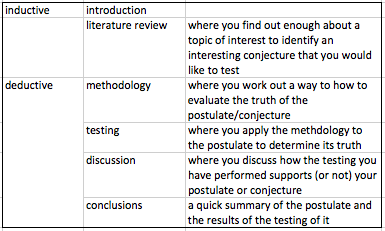 inductive introduction
literature review where you find out enough about a
topic of interest to identify an
interesting conjecture that you would
like to test
deductive methodology where you work out a way to how to
evaluate the truth of the
postulate/conjecture
testing where you apply the methdology to
the postulate to determine its truth
discussion where you discuss how the testing you
have performed supports (or not) your
postulate or conjecture
conclusions a quick summary of the postulate and
the results of the testing of it